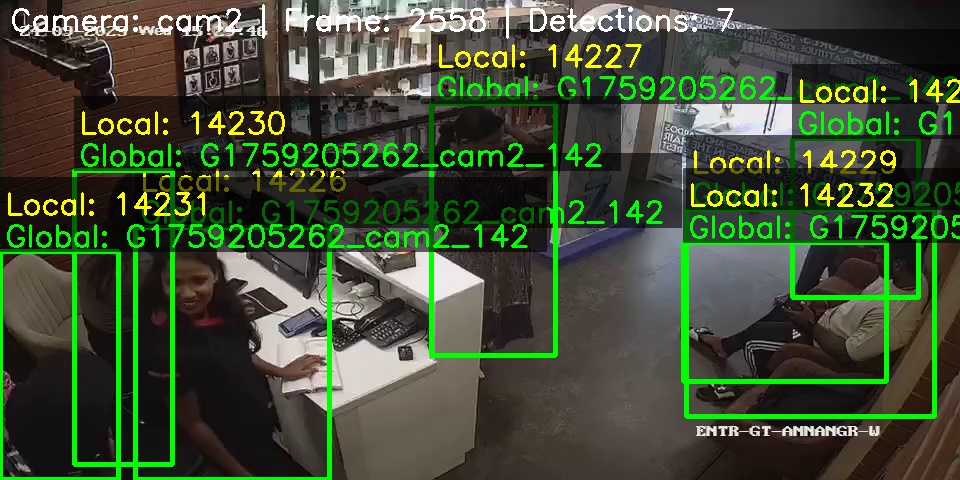 Camera: cam2 | Frame: 2558 | Detections: 7
Local: 14227
Global: G1759205262_
Local: 142
Global: G1
Local: 14230
Global: G1759205262_cam2_142
Local: 14229
Local: 14226
Global: G1759205262_cam2_142
Local: 14231
Global: G1759205262_cam2_142
Local: 14232
Global: G1759205
ENTR-GT-ANNANGR-W